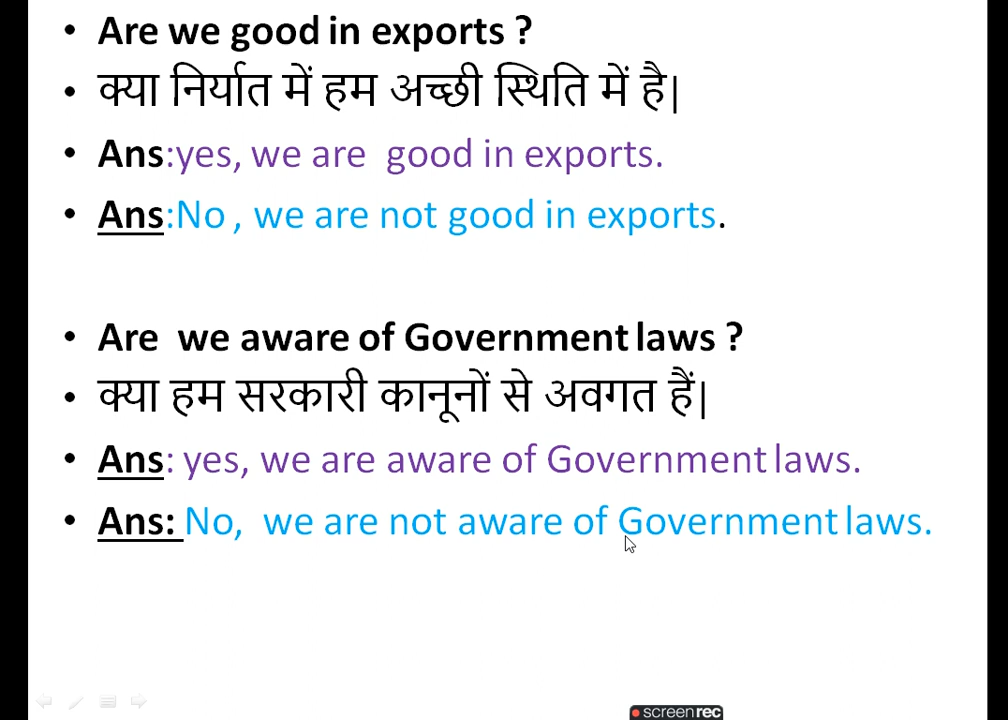 • Are we good in exports ?
• क्या निर्यात में हम अच्छी स्थिति में है|
• Ans:yes, we are  good in exports.
• Ans:No , we are not good in exports.
• Are  we aware of Government laws ?
• क्या हम सरकारी कानूनों से अवगत हैं|
• Ans: yes, we are aware of Government laws.
• Ans: No,  we are not aware of Government laws.
screenrec